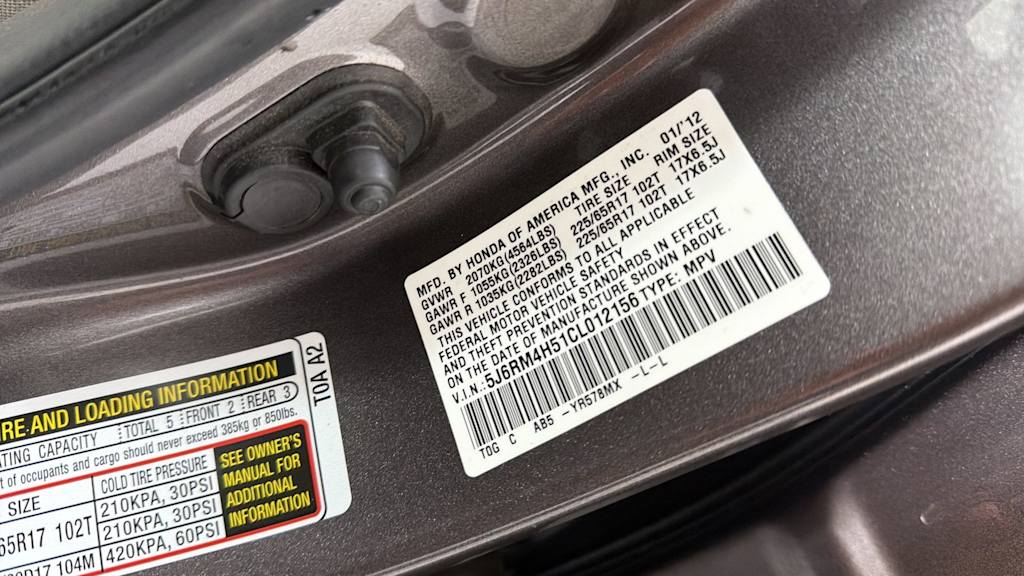 MFD. BY HONDA OF AMERICA MFG., INC. 01/'12
GVWR 2070KG(4564LBS) TIRE SIZE RIM SIZE
GAWR F 1055KG(2326LBS) 225/65R17 102T 17X6.5J
GAWR R 1035KG(2282LBS) 225/65R17 102T 17X6.5J
THIS VEHICLE CONFORMS TO ALL APPLICABLE
FEDERAL MOTOR VEHICLE SAFETY
AND THEFT PREVENTION STANDARDS IN EFFECT
ON THE DATE OF MANUFACTURE SHOWN ABOVE.
V.I.N.:5J6RM4H51CL012156 TYPE: MPV
TOG C AB5 -YR578MX -L-L
IRE AND LOADING INFORMATION
TOA A2
ATING CAPACITY TOTAL 5 FRONT 2 REAR 3
t of occupants and cargo should never exceed 385kg or 850lbs.
SIZE COLD TIRE PRESSURE
65R17 102T 210KPA, 30PSI
210KPA, 30PSI
104M 420KPA, 60PSI
SEE OWNER'S
MANUAL FOR
ADDITIONAL
INFORMATION